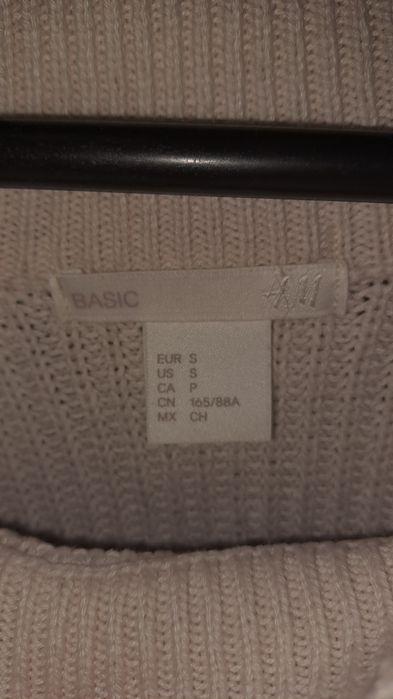 BASIC H&M
EUR S
US S
CA P
CN 165/88A
MX CH